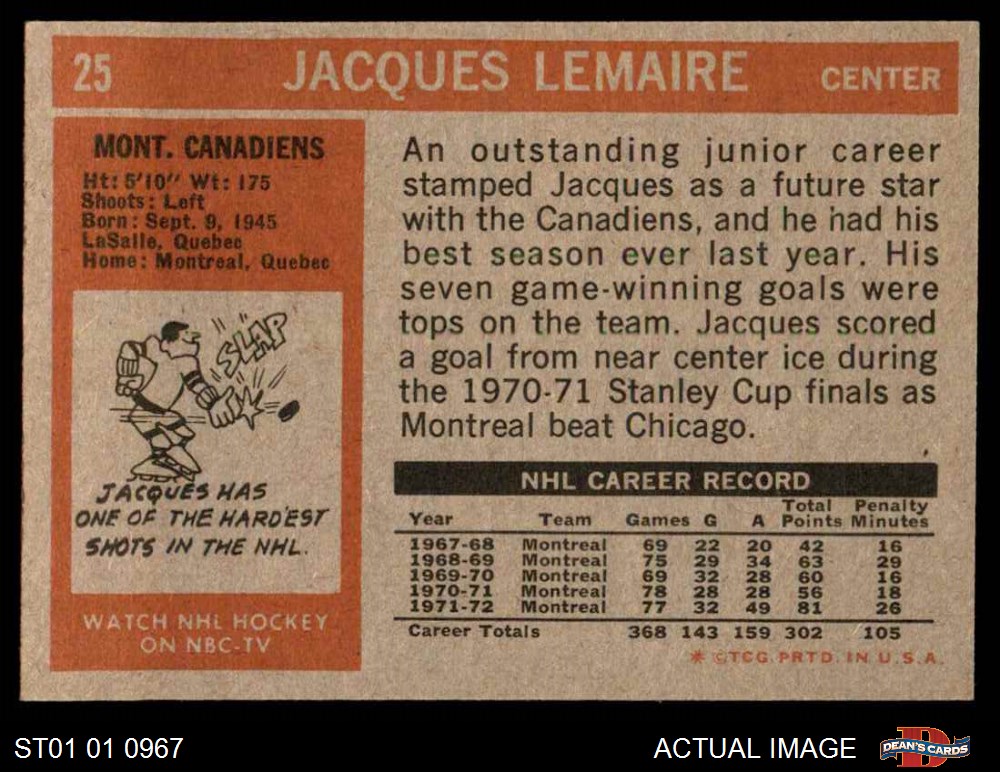 25 JACQUES LEMAIRE CENTER
MONT. CANADIENS
Ht: 5'10" Wt: 175
Shoots: Left
Born: Sept. 9, 1945
LaSalle, Quebec
Home: Montreal, Quebec
SLAP
JACQUES HAS
ONE OF THE HARDEST
SHOTS IN THE NHL.
WATCH NHL HOCKEY
ON NBC-TV
An outstanding junior career
stamped Jacques as a future star
with the Canadiens, and he had his
best season ever last year. His
seven game-winning goals were
tops on the team. Jacques scored
a goal from near center ice during
the 1970-71 Stanley Cup finals as
Montreal beat Chicago.
NHL CAREER RECORD
Total Penalty
Year Team Games G A Points Minutes
1967-68 Montreal 69 22 20 42 16
1968-69 Montreal 75 29 34 63 29
1969-70 Montreal 69 32 28 60 16
1970-71 Montreal 78 28 28 56 18
1971-72 Montreal 77 32 49 81 26
Career Totals 368 143 159 302 105
* ©TCG PRTD. IN U.S.A.
ST01 01 0967 ACTUAL IMAGE D DEAN'S CARDS